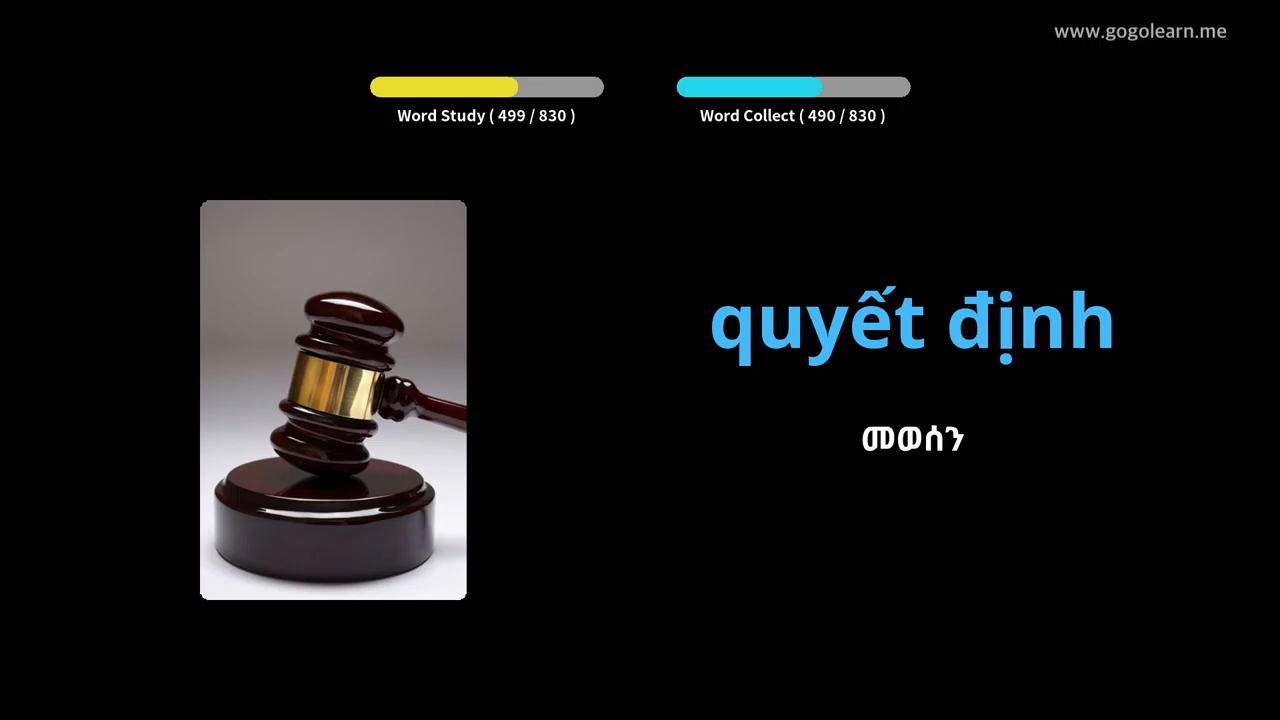 www.gogolearn.me
Word Study ( 499 / 830 )
Word Collect ( 490 / 830 )
quyết định
መወሰን